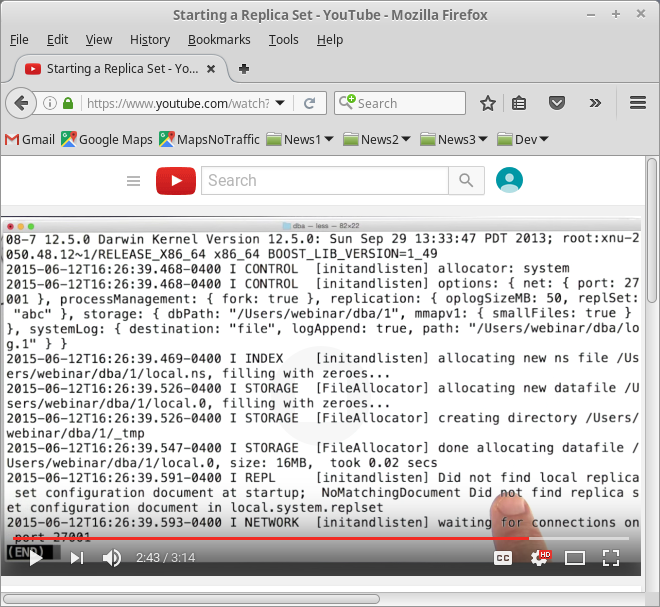 Starting a Replica Set - YouTube - Mozilla Firefox
File Edit View History Bookmarks Tools Help
Starting a Replica Set - Yo...
https://www.youtube.com/watch? Search
Gmail Google Maps MapsNoTraffic News1 News2 News3 Dev
Search
dba — less — 82x22
08-7 12.5.0 Darwin Kernel Version 12.5.0: Sun Sep 29 13:33:47 PDT 2013; root:xnu-2
050.48.12~1/RELEASE_X86_64 x86_64 BOOST_LIB_VERSION=1_49
2015-06-12T16:26:39.468-0400 I CONTROL  [initandlisten] allocator: system
2015-06-12T16:26:39.468-0400 I CONTROL  [initandlisten] options: { net: { port: 27
001 }, processManagement: { fork: true }, replication: { oplogSizeMB: 50, replSet:
"abc" }, storage: { dbPath: "/Users/webinar/dba/1", mmapv1: { smallFiles: true }
}, systemLog: { destination: "file", logAppend: true, path: "/Users/webinar/dba/lo
g.1" } }
2015-06-12T16:26:39.469-0400 I INDEX    [initandlisten] allocating new ns file /Us
ers/webinar/dba/1/local.ns, filling with zeroes...
2015-06-12T16:26:39.526-0400 I STORAGE  [FileAllocator] allocating new datafile /U
sers/webinar/dba/1/local.0, filling with zeroes...
2015-06-12T16:26:39.526-0400 I STORAGE  [FileAllocator] creating directory /Users/
webinar/dba/1/_tmp
2015-06-12T16:26:39.547-0400 I STORAGE  [FileAllocator] done allocating datafile /
Users/webinar/dba/1/local.0, size: 16MB,  took 0.02 secs
2015-06-12T16:26:39.591-0400 I REPL     [initandlisten] Did not find local replica
set configuration document at startup;  NoMatchingDocument Did not find replica s
et configuration document in local.system.replset
2015-06-12T16:26:39.593-0400 I NETWORK  [initandlisten] waiting for connections on
port 27001
(END)
2:43 / 3:14 CC HD